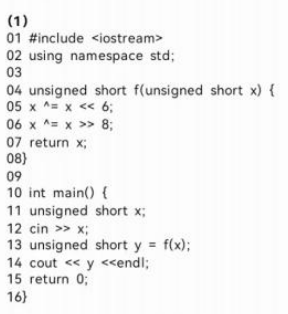 (1)
01 #include <iostream>
02 using namespace std;
03
04 unsigned short f(unsigned short x) {
05 x ^= x << 6;
06 x ^= x >> 8;
07 return x;
08}
09
10 int main() {
11 unsigned short x;
12 cin >> x;
13 unsigned short y = f(x);
14 cout << y <<endl;
15 return 0;
16}